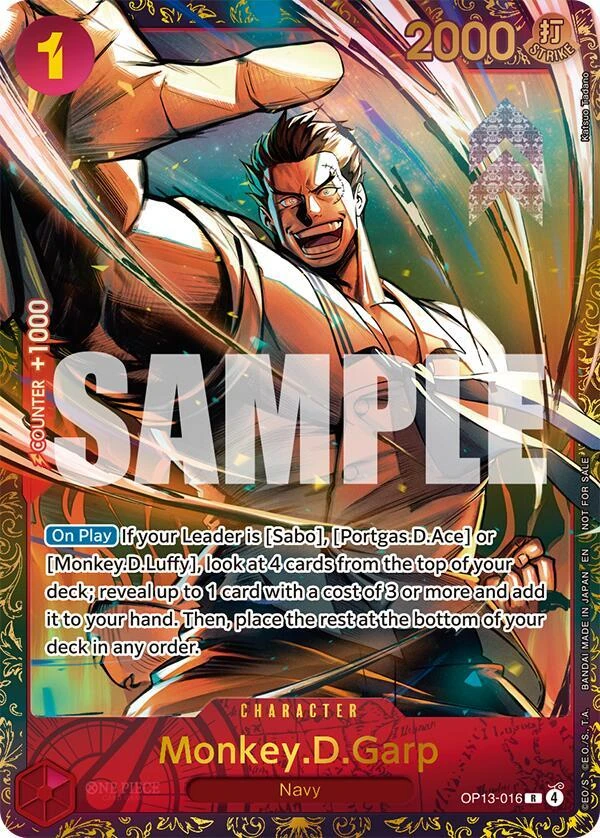 1
2000
打
STRIKE
Katsuo Tadano
COUNTER +1000
SAMPLE
On Play If your Leader is [Sabo], [Portgas.D.Ace] or
[Monkey.D.Luffy], look at 4 cards from the top of your
deck; reveal up to 1 card with a cost of 3 or more and add
it to your hand. Then, place the rest at the bottom of your
deck in any order.
©E.O./S., T.A. BANDAI MADE IN JAPAN EN NOT FOR SALE
CHARACTER
Monkey.D.Garp
Navy
ONE PIECE
CARD GAME
OP13-016 R 4